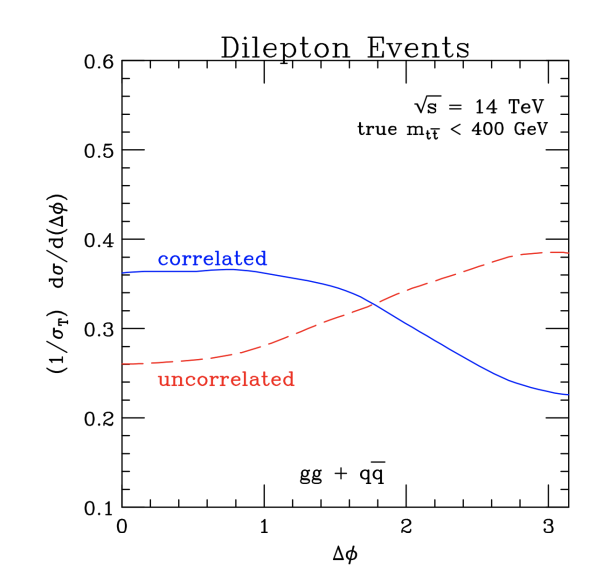 Dilepton Events
0.6
√s = 14 TeV
true m_tt̅ < 400 GeV
0.5
0.4
correlated
(1/σ_T) dσ/d(Δϕ)
0.3
uncorrelated
0.2
gg + qq̅
0.1
0 1 2 3
Δϕ